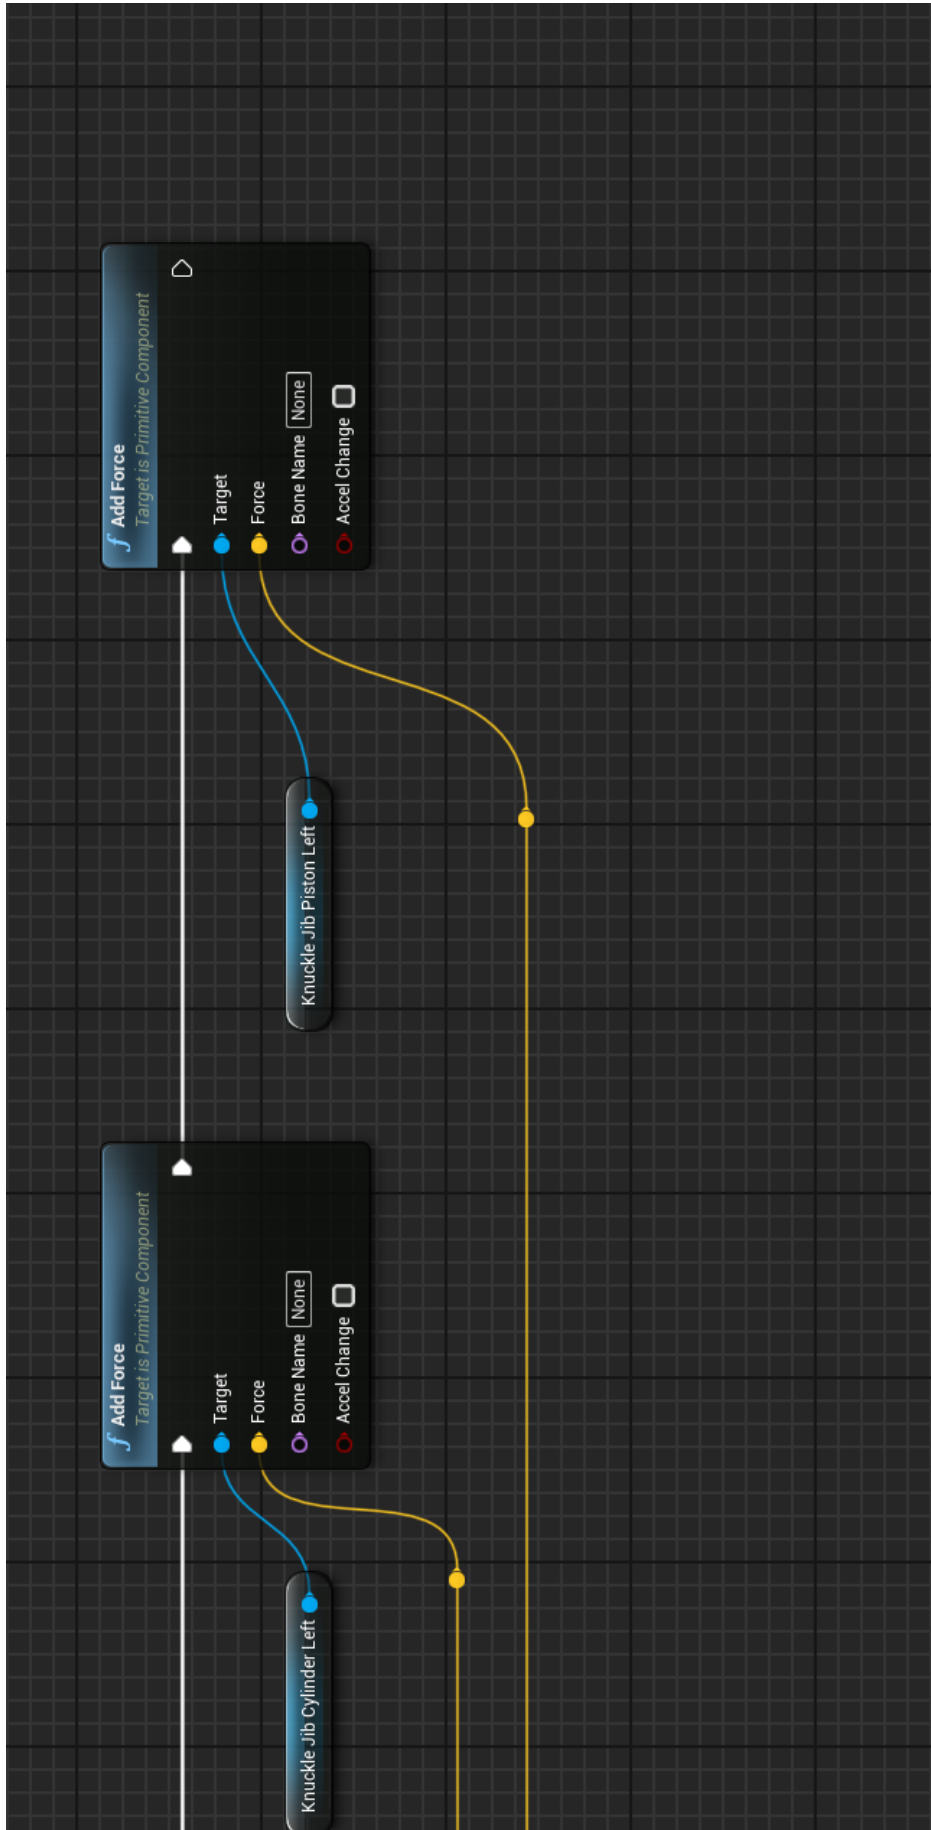 f Add Force
Target is Primitive Component
Target
Force
Bone Name None
Accel Change
Knuckle Jib Cylinder Left
f Add Force
Target is Primitive Component
Target
Force
Bone Name None
Accel Change
Knuckle Jib Piston Left